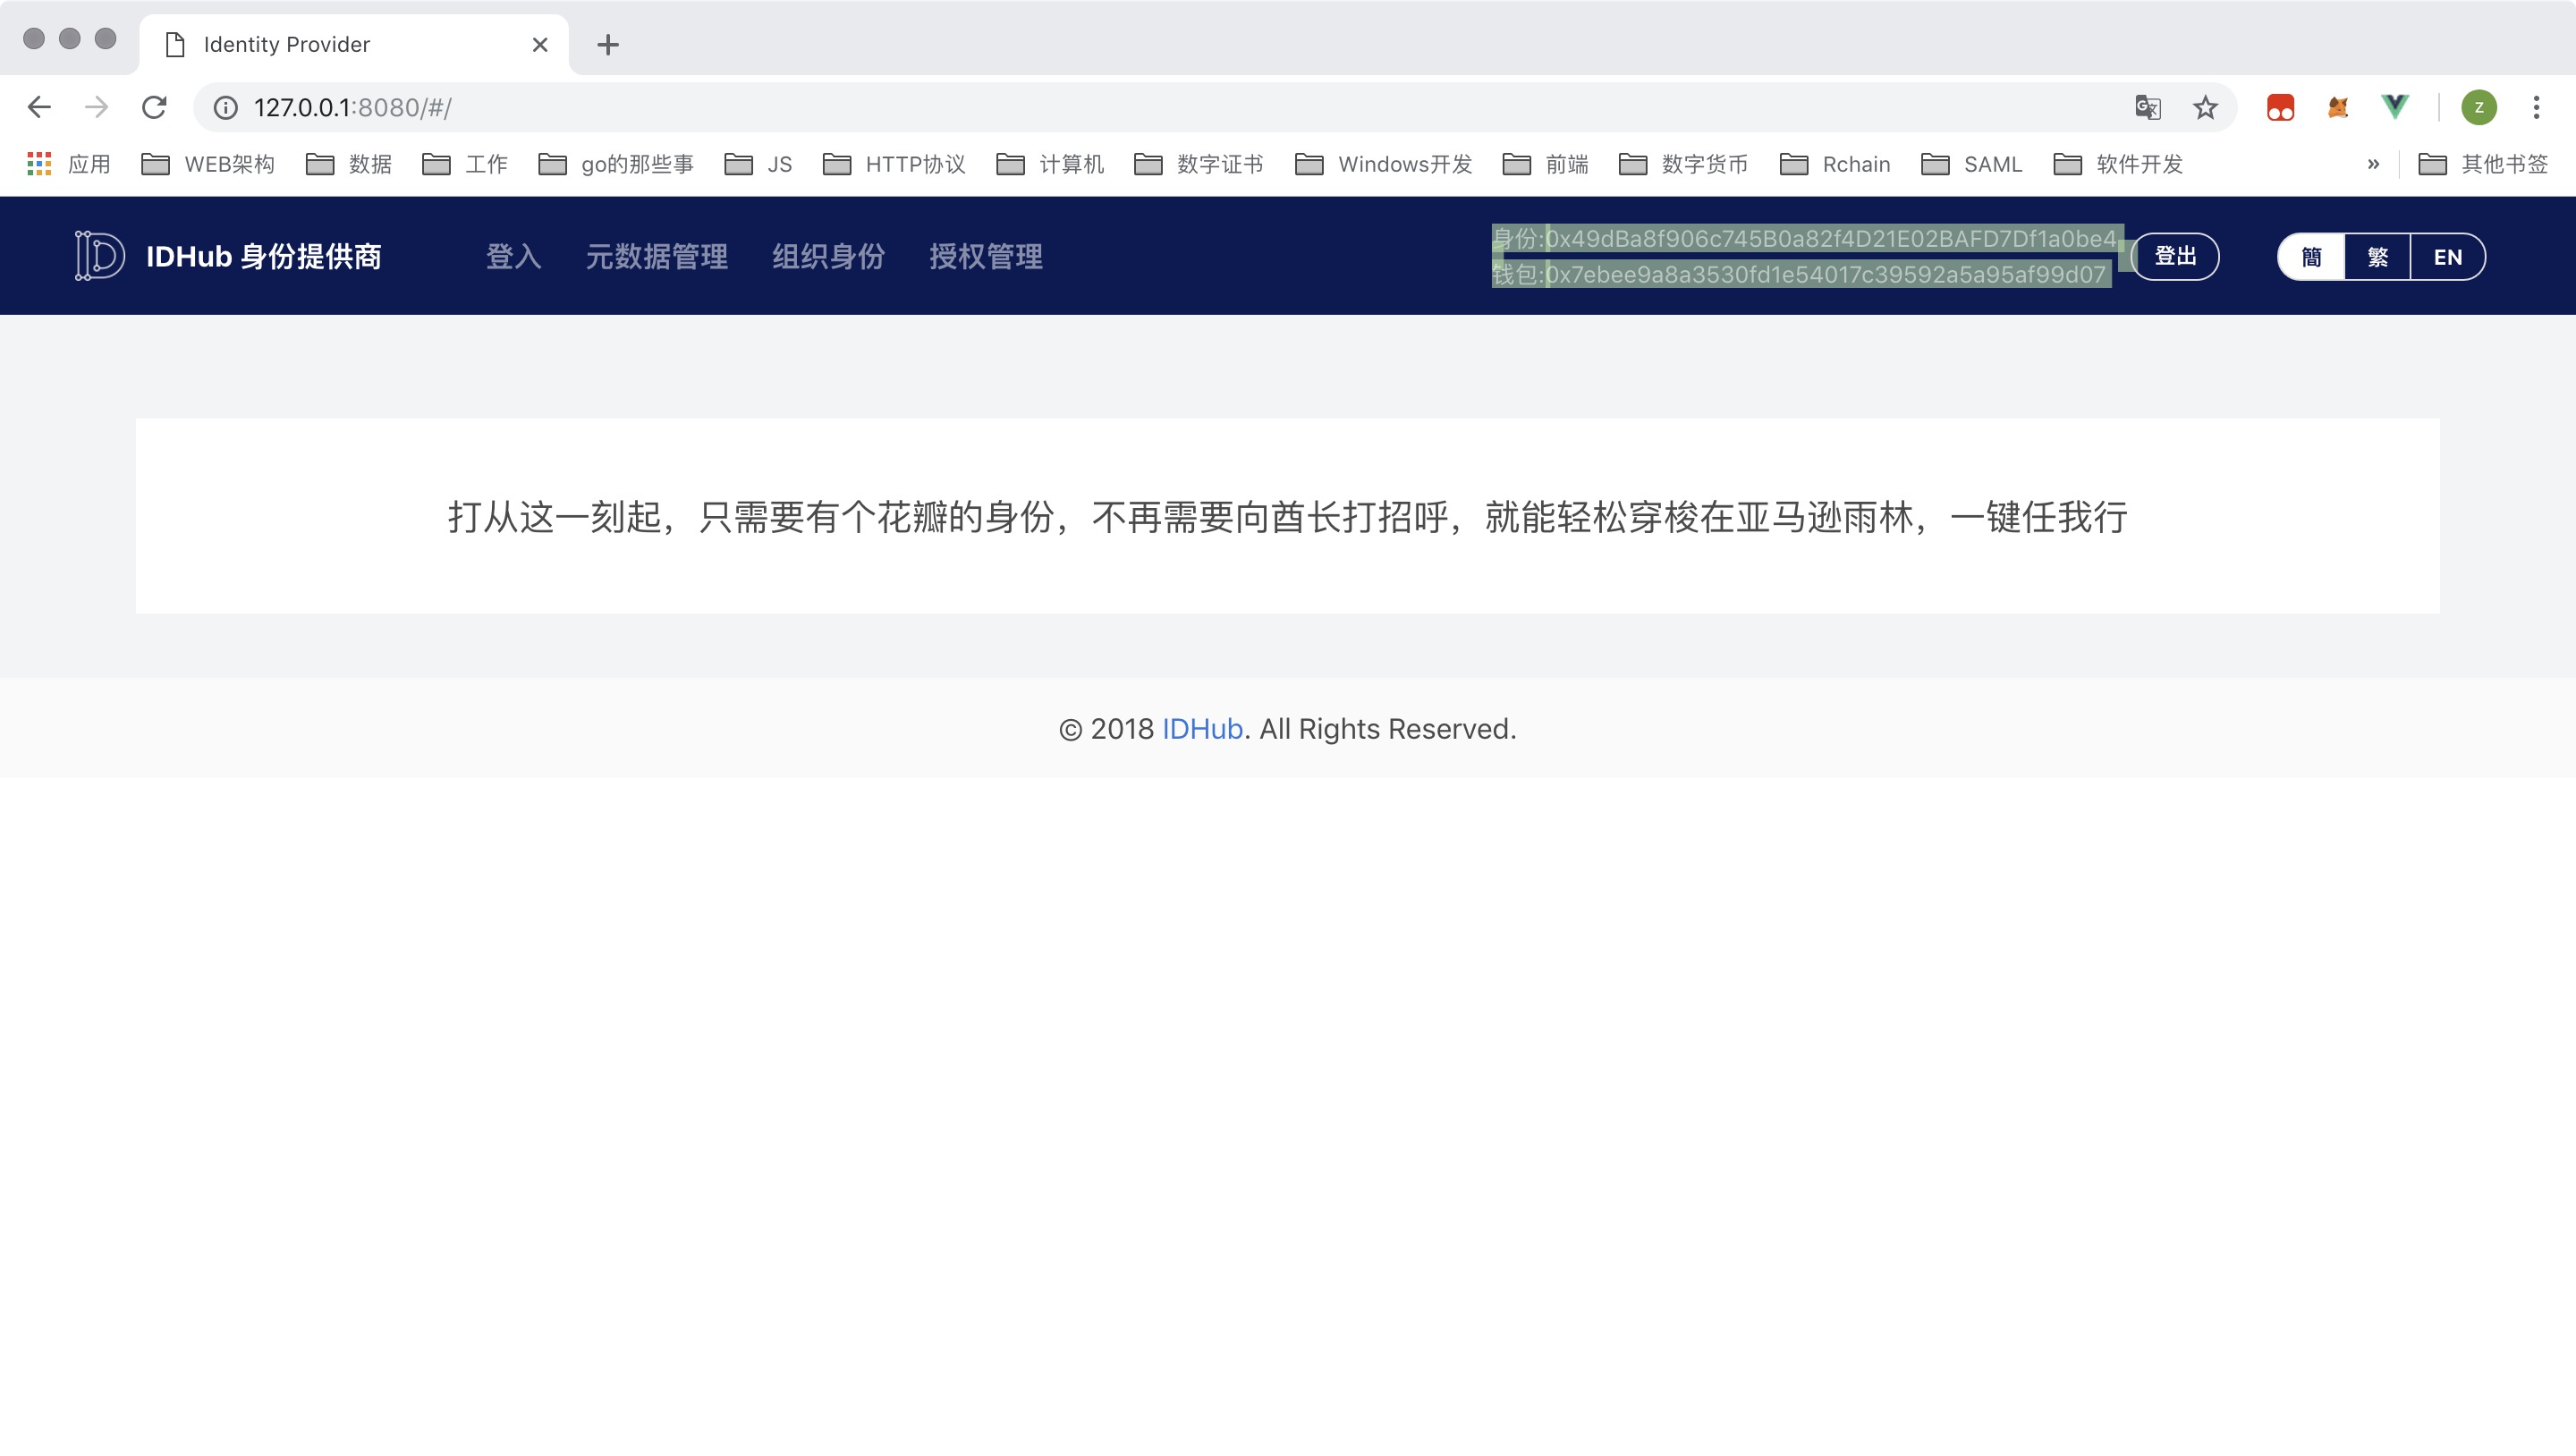 Identity Provider
127.0.0.1:8080/#/
Z
应用 WEB架构 数据 工作 go的那些事 JS HTTP协议 计算机 数字证书 Windows开发 前端 数字货币 Rchain SAML 软件开发 » 其他书签
IDHub 身份提供商 登入 元数据管理 组织身份 授权管理
身份:0x49dBa8f906c745B0a82f4D21E02BAFD7Df1a0be4
钱包:0x7ebee9a8a3530fd1e54017c39592a5a95af99d07
登出 簡 繁 EN
打从这一刻起，只需要有个花瓣的身份，不再需要向酋长打招呼，就能轻松穿梭在亚马逊雨林，一键任我行
© 2018 IDHub. All Rights Reserved.